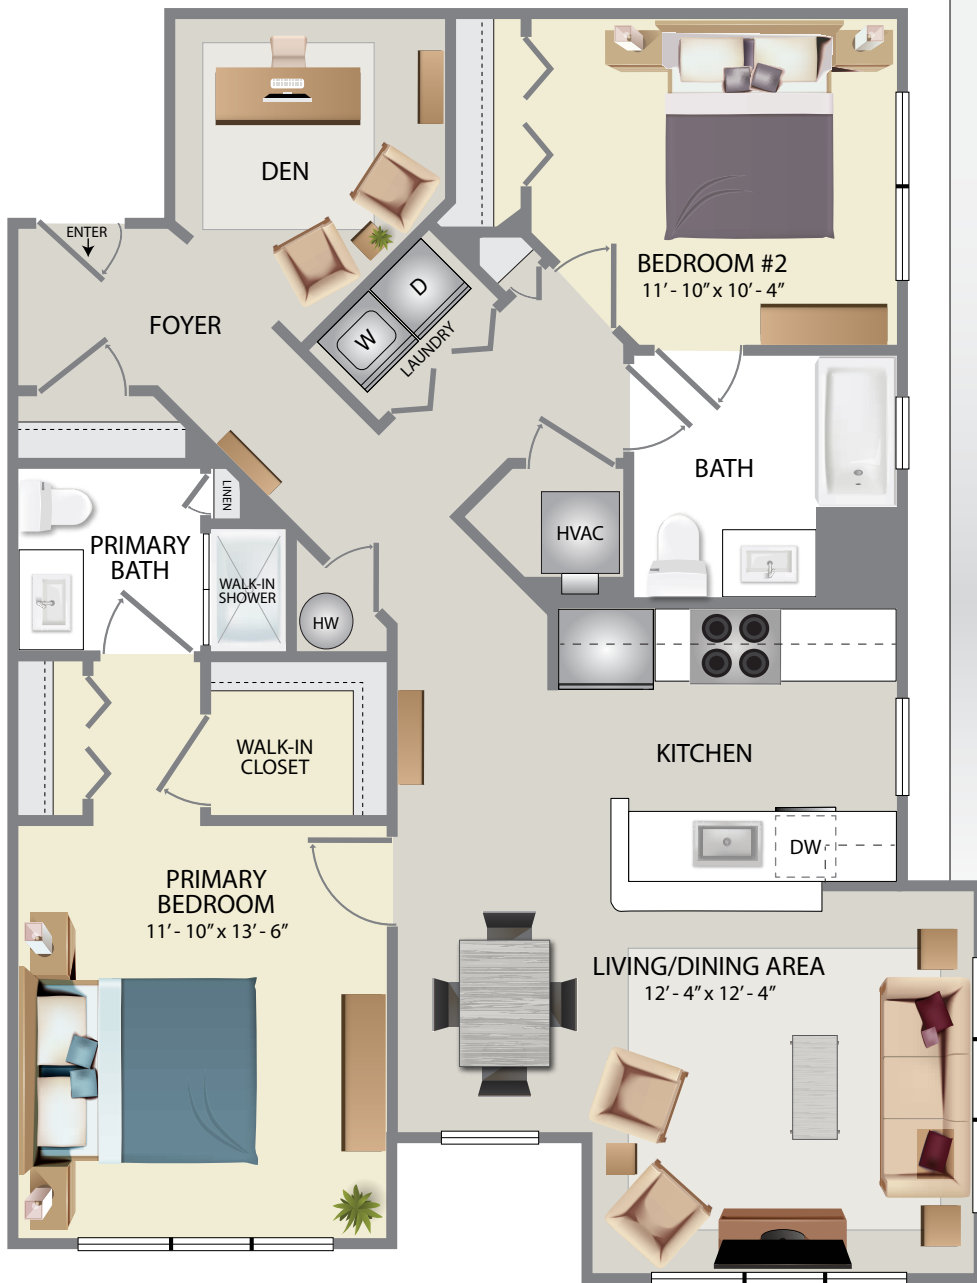 DEN
ENTER
BEDROOM #2
11’ - 10” x 10’ - 4”
D
FOYER
W
LAUNDRY
BATH
LINEN
HVAC
PRIMARY
BATH
WALK-IN
SHOWER
HW
WALK-IN
CLOSET
KITCHEN
DW
PRIMARY
BEDROOM
11’ - 10” x 13’ - 6”
LIVING/DINING AREA
12’ - 4” x 12’ - 4”